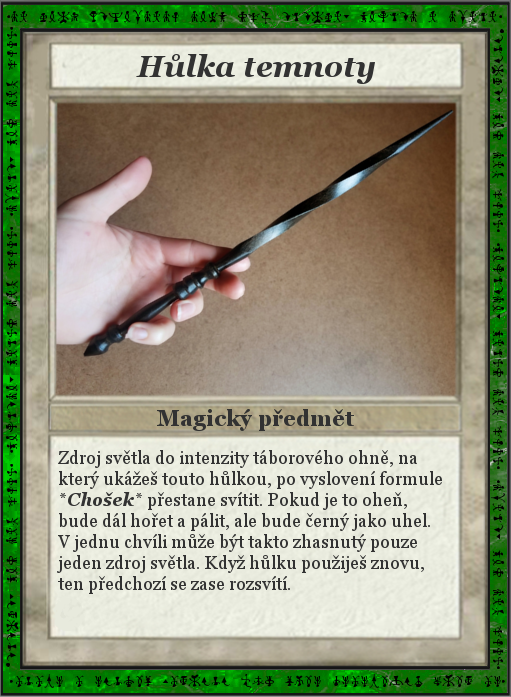 Hůlka temnoty
Magický předmět
Zdroj světla do intenzity táborového ohně, na
který ukážeš touto hůlkou, po vyslovení formule
*Chošek* přestane svítit. Pokud je to oheň,
bude dál hořet a pálit, ale bude černý jako uhel.
V jednu chvíli může být takto zhasnutý pouze
jeden zdroj světla. Když hůlku použiješ znovu,
ten předchozí se zase rozsvítí.